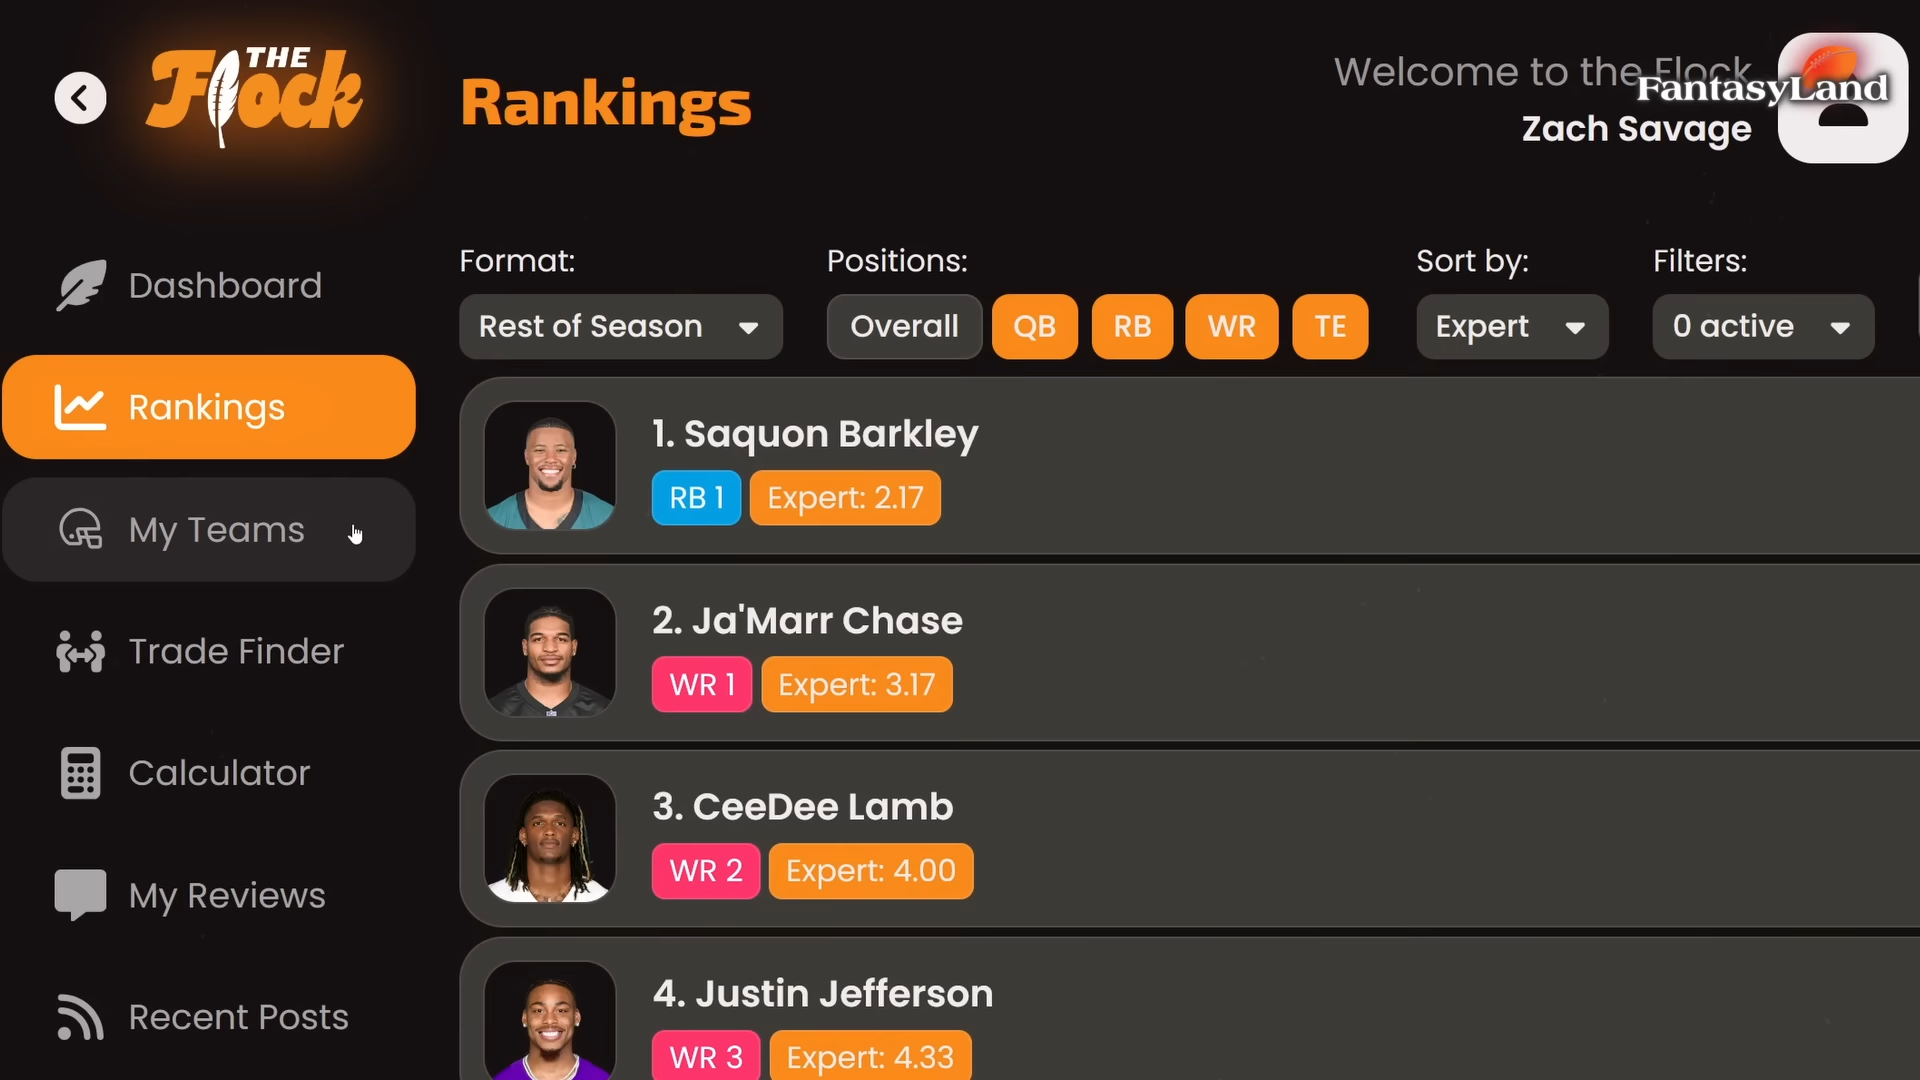 THE
Flock
Rankings
Welcome to the Flock
Zach Savage
FantasyLand
Dashboard
Rankings
My Teams
Trade Finder
Calculator
My Reviews
Recent Posts
Format:
Positions:
Sort by:
Filters:
Rest of Season
Overall
QB
RB
WR
TE
Expert
0 active
1. Saquon Barkley
RB 1
Expert: 2.17
2. Ja'Marr Chase
WR 1
Expert: 3.17
3. CeeDee Lamb
WR 2
Expert: 4.00
4. Justin Jefferson
WR 3
Expert: 4.33